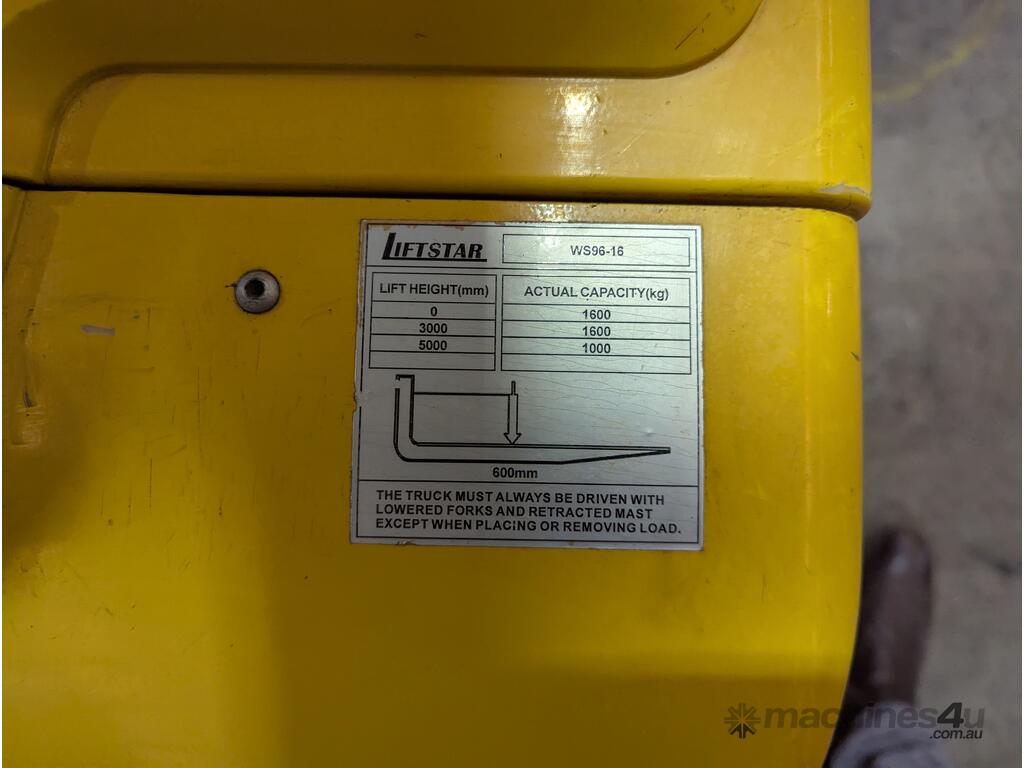 LIFTSTAR WS96-16
LIFT HEIGHT(mm) ACTUAL CAPACITY(kg)
0 1600
3000 1600
5000 1000
600mm
THE TRUCK MUST ALWAYS BE DRIVEN WITH
LOWERED FORKS AND RETRACTED MAST
EXCEPT WHEN PLACING OR REMOVING LOAD.
machines4u
.com.au